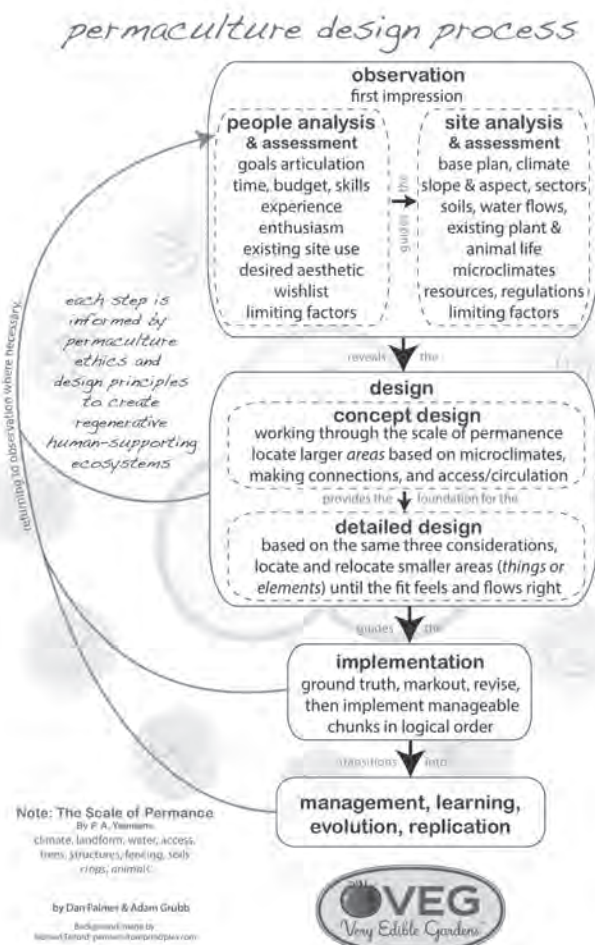 permaculture design process
observation
first impression
people analysis
& assessment
goals articulation
time, budget, skills
experience
enthusiasm
existing site use
desired aesthetic
wishlist
limiting factors
guides the
site analysis
& assessment
base plan, climate
slope & aspect, sectors
soils, water flows,
existing plant &
animal life
microclimates
resources, regulations
limiting factors
reveals the
each step is
informed by
permaculture
ethics and
design principles
to create
regenerative
human-supporting
ecosystems
returning to observation where necessary...
design
concept design
working through the scale of permanence
locate larger areas based on microclimates,
making connections, and access/circulation
provides the foundation for the
detailed design
based on the same three considerations,
locate and relocate smaller areas (things or
elements) until the fit feels and flows right
guides the
implementation
ground truth, markout, revise,
then implement manageable
chunks in logical order
transitions into
management, learning,
evolution, replication
Note: The Scale of Permance
By P. A. Yeomans
climate, landform, water, access,
trees, structures, fencing, soils
by Dan Palmer & Adam Grubb
Background image by
VEG
Very Edible Gardens